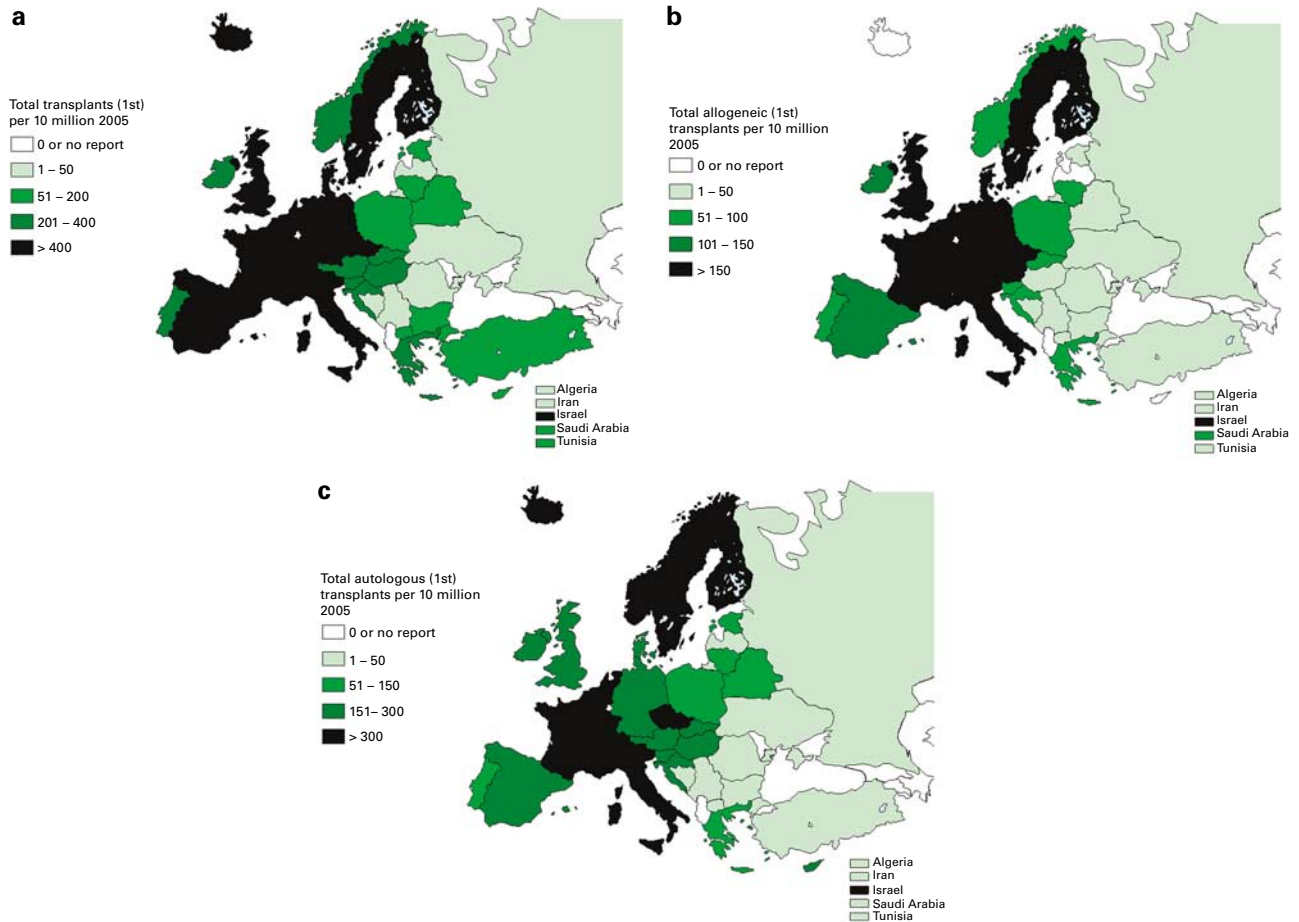 a
Total transplants (1st)
per 10 million 2005
0 or no report
1 – 50
51 – 200
201 – 400
> 400
Algeria
Iran
Israel
Saudi Arabia
Tunisia
b
Total allogeneic (1st)
transplants per 10 million
2005
0 or no report
1 – 50
51 – 100
101 – 150
> 150
Algeria
Iran
Israel
Saudi Arabia
Tunisia
c
Total autologous (1st)
transplants per 10 million
2005
0 or no report
1 – 50
51 – 150
151– 300
> 300
Algeria
Iran
Israel
Saudi Arabia
Tunisia